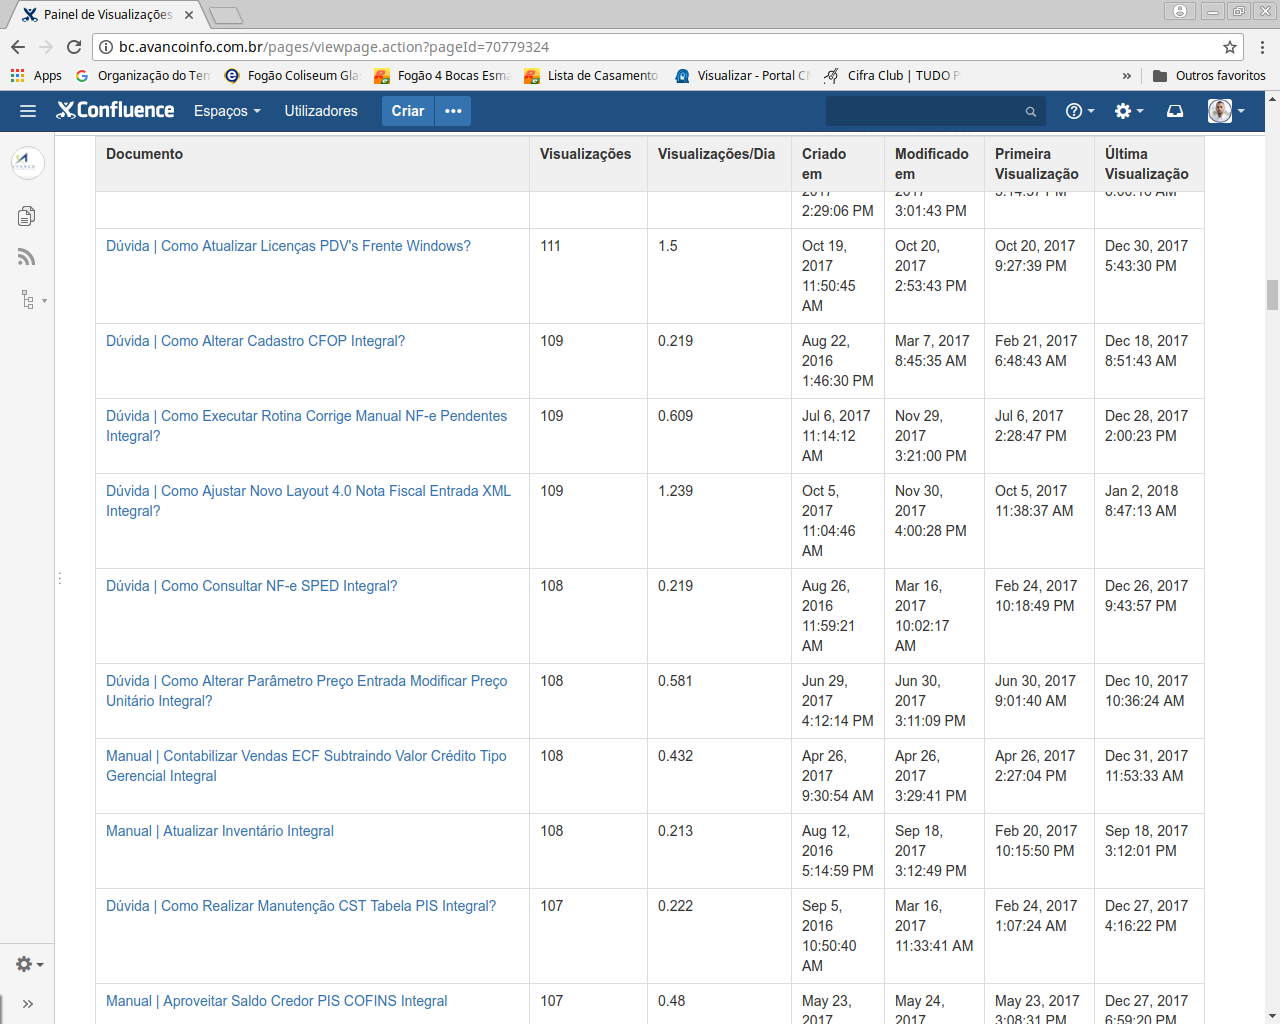 Painel de Visualizações
bc.avancoinfo.com.br/pages/viewpage.action?pageId=70779324
Apps Organização do Ter Fogão Coliseum Gla Fogão 4 Bocas Esma Lista de Casamento Visualizar - Portal C Cifra Club | TUDO » Outros favoritos
Confluence Espaços Utilizadores Criar •••
Documento Visualizações Visualizações/Dia Criado em Modificado em Primeira Visualização Última Visualização
2017 2:29:06 PM 2017 3:01:43 PM 3:14:37 PM
Dúvida | Como Atualizar Licenças PDV's Frente Windows? 111 1.5 Oct 19, 2017 11:50:45 AM Oct 20, 2017 2:53:43 PM Oct 20, 2017 9:27:39 PM Dec 30, 2017 5:43:30 PM
Dúvida | Como Alterar Cadastro CFOP Integral? 109 0.219 Aug 22, 2016 1:46:30 PM Mar 7, 2017 8:45:35 AM Feb 21, 2017 6:48:43 AM Dec 18, 2017 8:51:43 AM
Dúvida | Como Executar Rotina Corrige Manual NF-e Pendentes Integral? 109 0.609 Jul 6, 2017 11:14:12 AM Nov 29, 2017 3:21:00 PM Jul 6, 2017 2:28:47 PM Dec 28, 2017 2:00:23 PM
Dúvida | Como Ajustar Novo Layout 4.0 Nota Fiscal Entrada XML Integral? 109 1.239 Oct 5, 2017 11:04:46 AM Nov 30, 2017 4:00:28 PM Oct 5, 2017 11:38:37 AM Jan 2, 2018 8:47:13 AM
Dúvida | Como Consultar NF-e SPED Integral? 108 0.219 Aug 26, 2016 11:59:21 AM Mar 16, 2017 10:02:17 AM Feb 24, 2017 10:18:49 PM Dec 26, 2017 9:43:57 PM
Dúvida | Como Alterar Parâmetro Preço Entrada Modificar Preço Unitário Integral? 108 0.581 Jun 29, 2017 4:12:14 PM Jun 30, 2017 3:11:09 PM Jun 30, 2017 9:01:40 AM Dec 10, 2017 10:36:24 AM
Manual | Contabilizar Vendas ECF Subtraindo Valor Crédito Tipo Gerencial Integral 108 0.432 Apr 26, 2017 9:30:54 AM Apr 26, 2017 3:29:41 PM Apr 26, 2017 2:27:04 PM Dec 31, 2017 11:53:33 AM
Manual | Atualizar Inventário Integral 108 0.213 Aug 12, 2016 5:14:59 PM Sep 18, 2017 3:12:49 PM Feb 20, 2017 10:15:50 PM Sep 18, 2017 3:12:01 PM
Dúvida | Como Realizar Manutenção CST Tabela PIS Integral? 107 0.222 Sep 5, 2016 10:50:40 AM Mar 16, 2017 11:33:41 AM Feb 24, 2017 1:07:24 AM Dec 27, 2017 4:16:22 PM
Manual | Aproveitar Saldo Credor PIS COFINS Integral 107 0.48 May 23, 2017 May 24, 2017 May 23, 2017 3:08:31 PM Dec 27, 2017 6:59:20 PM